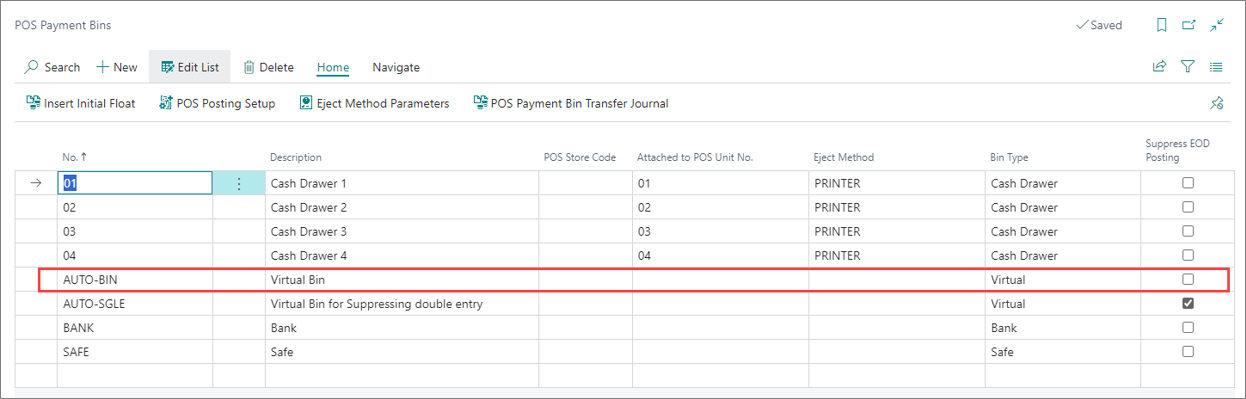 POS Payment Bins
Saved
Search New Edit List Delete Home Navigate
Insert Initial Float POS Posting Setup Eject Method Parameters POS Payment Bin Transfer Journal
No. ↑ Description POS Store Code Attached to POS Unit No. Eject Method Bin Type Suppress EOD
Posting
01 Cash Drawer 1 01 PRINTER Cash Drawer
02 Cash Drawer 2 02 PRINTER Cash Drawer
03 Cash Drawer 3 03 PRINTER Cash Drawer
04 Cash Drawer 4 04 PRINTER Cash Drawer
AUTO-BIN Virtual Bin Virtual
AUTO-SGLE Virtual Bin for Suppressing double entry Virtual
BANK Bank Bank
SAFE Safe Safe